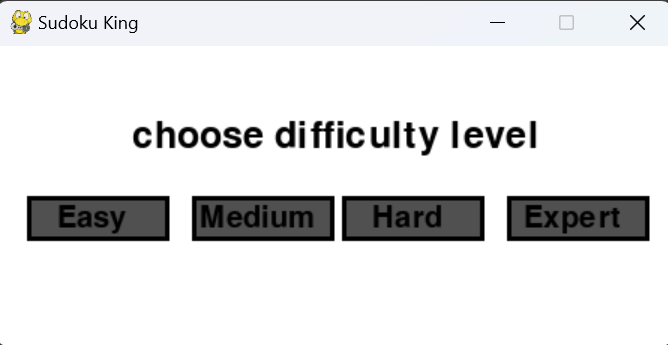 Sudoku King
choose difficulty level
Easy Medium Hard Expert